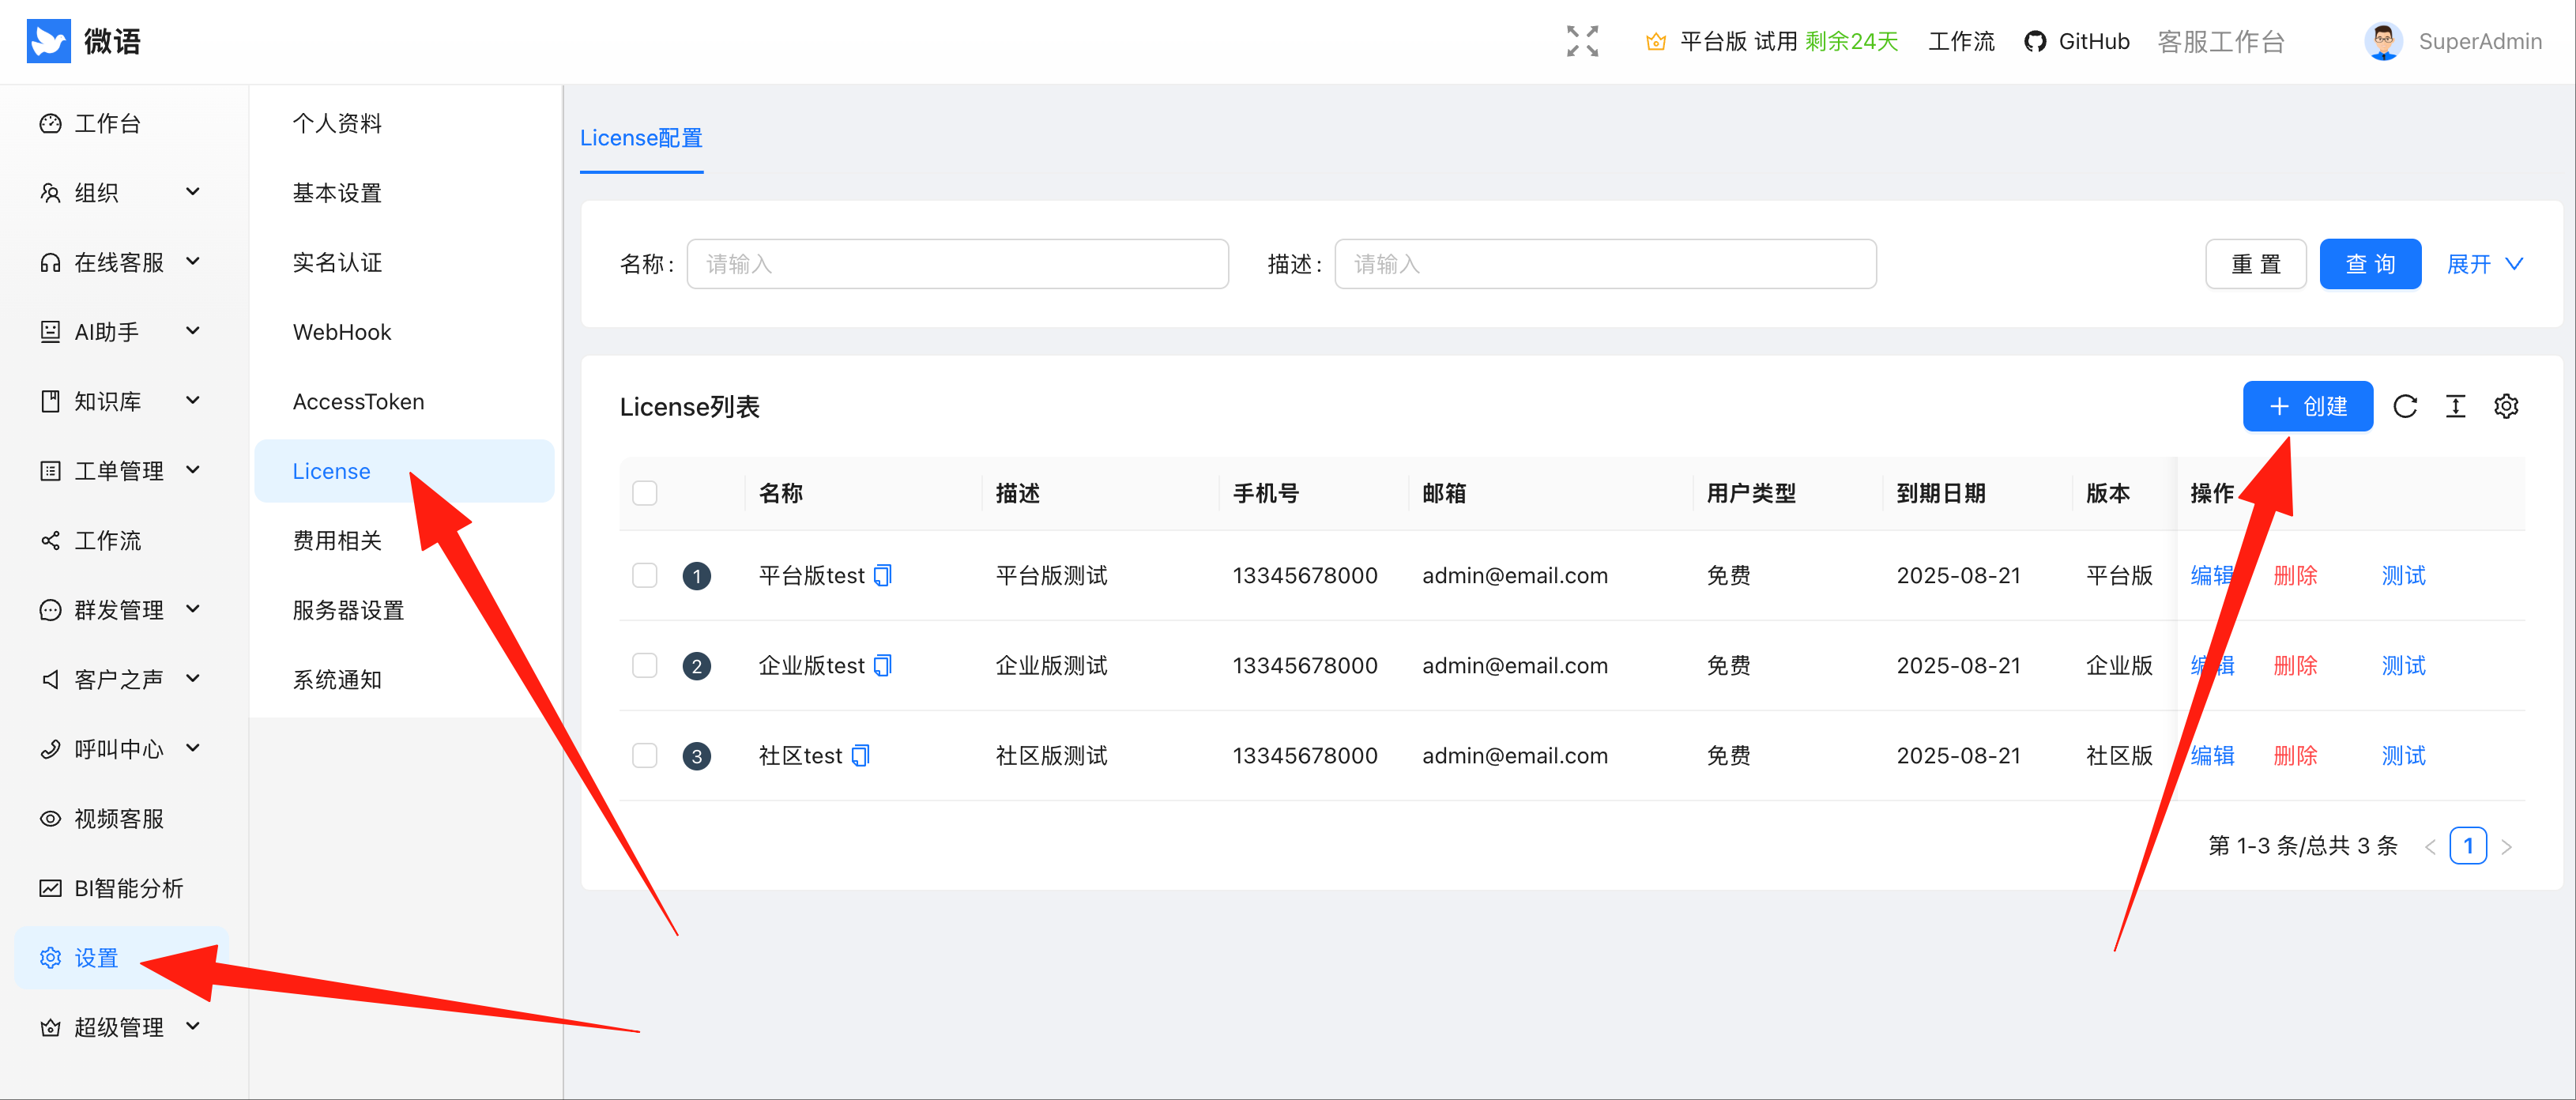 微语
平台版 试用 剩余24天 工作流 GitHub 客服工作台 SuperAdmin
工作台
组织
在线客服
AI助手
知识库
工单管理
工作流
群发管理
客户之声
呼叫中心
视频客服
BI智能分析
设置
超级管理
个人资料
基本设置
实名认证
WebHook
AccessToken
License
费用相关
服务器设置
系统通知
License配置
名称: 请输入 描述: 请输入 重 置 查 询 展开
License列表 创建
名称 描述 手机号 邮箱 用户类型 到期日期 版本 操作
1 平台版test 平台版测试 13345678000 admin@email.com 免费 2025-08-21 平台版 编辑 删除 测试
2 企业版test 企业版测试 13345678000 admin@email.com 免费 2025-08-21 企业版 编辑 删除 测试
3 社区test 社区版测试 13345678000 admin@email.com 免费 2025-08-21 社区版 编辑 删除 测试
第 1-3 条/总共 3 条 < 1 >